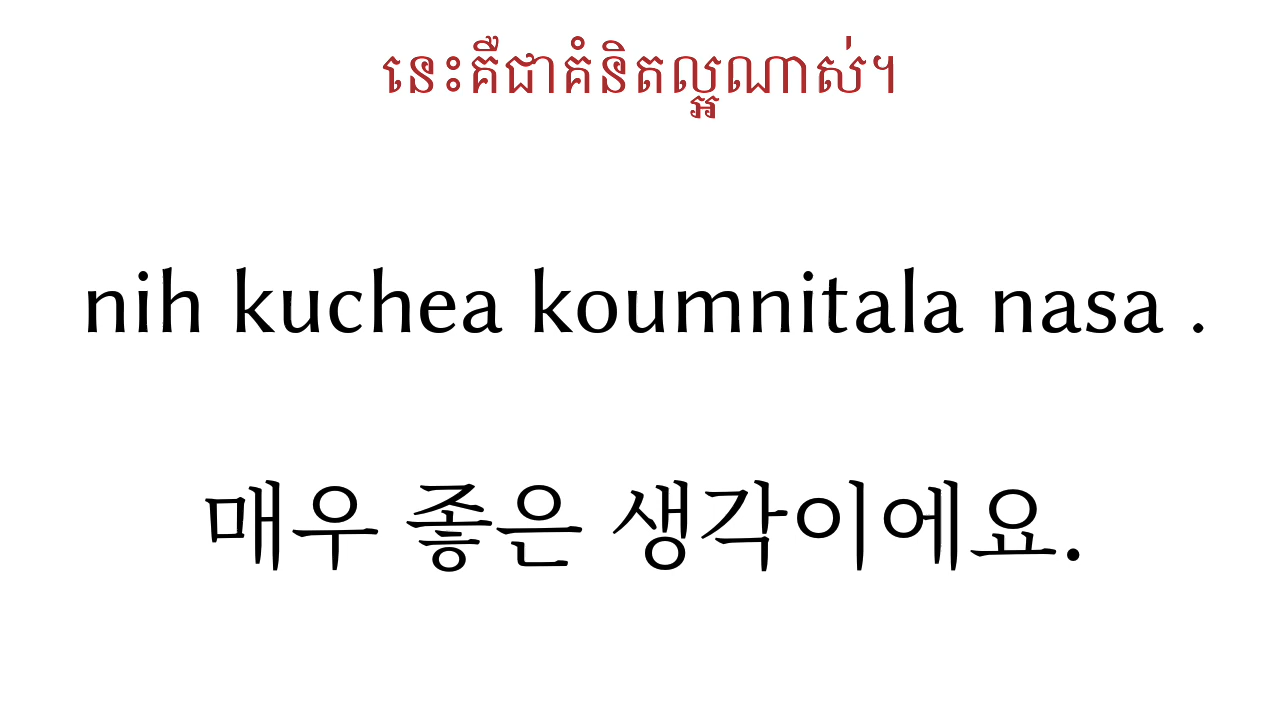 នេះគឺជាគំនិតល្អណាស់។
nih kuchea koumnitala nasa .
매우 좋은 생각이에요.